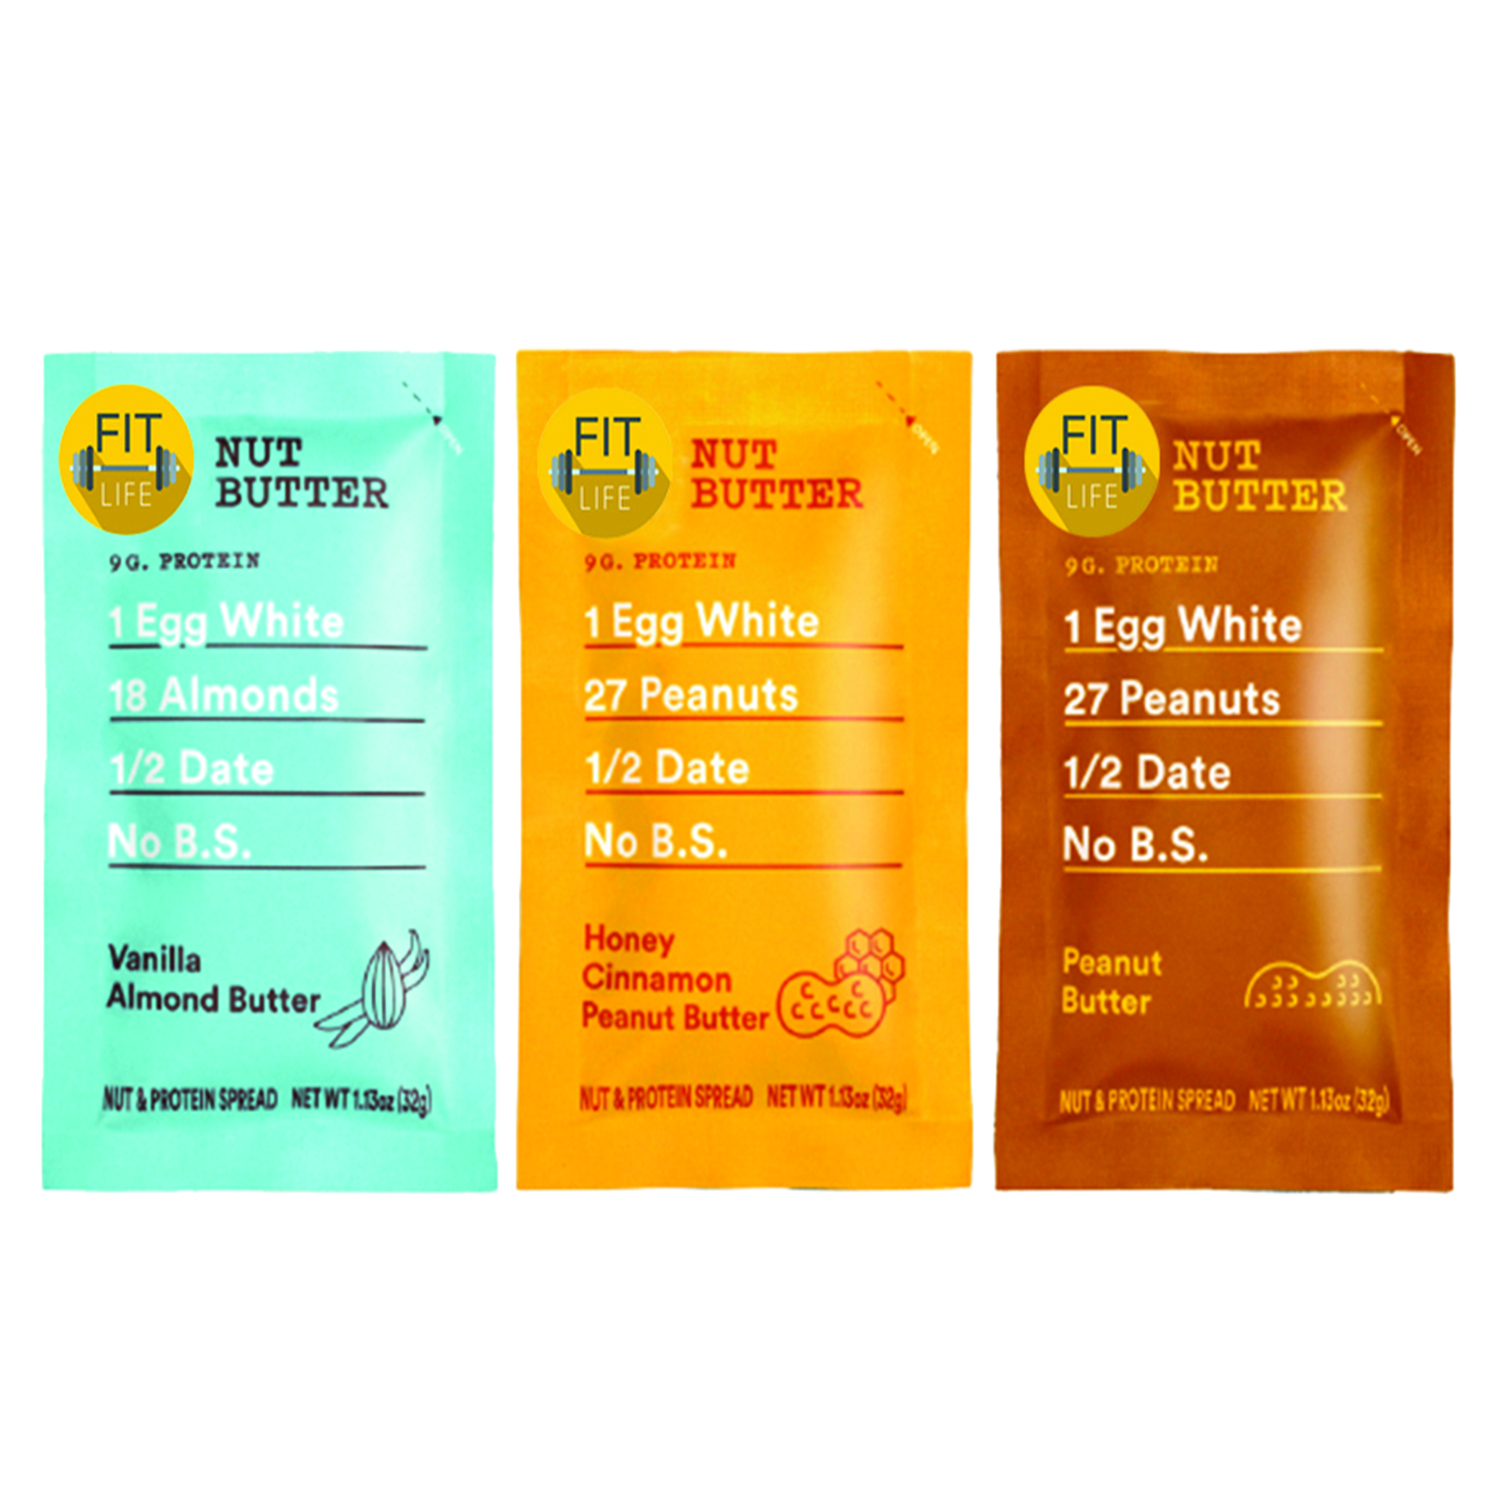 FIT
LIFE
NUT
BUTTER
OPEN
9G. PROTEIN
1 Egg White
18 Almonds
1/2 Date
No B.S.
Vanilla
Almond Butter
NUT & PROTEIN SPREAD NET WT 1.13oz (32g)
FIT
LIFE
NUT
BUTTER
OPEN
9G. PROTEIN
1 Egg White
27 Peanuts
1/2 Date
No B.S.
Honey
Cinnamon
Peanut Butter
NUT & PROTEIN SPREAD NET WT 1.13oz (32g)
FIT
LIFE
NUT
BUTTER
OPEN
9G. PROTEIN
1 Egg White
27 Peanuts
1/2 Date
No B.S.
Peanut
Butter
NUT & PROTEIN SPREAD NET WT 1.13oz (32g)